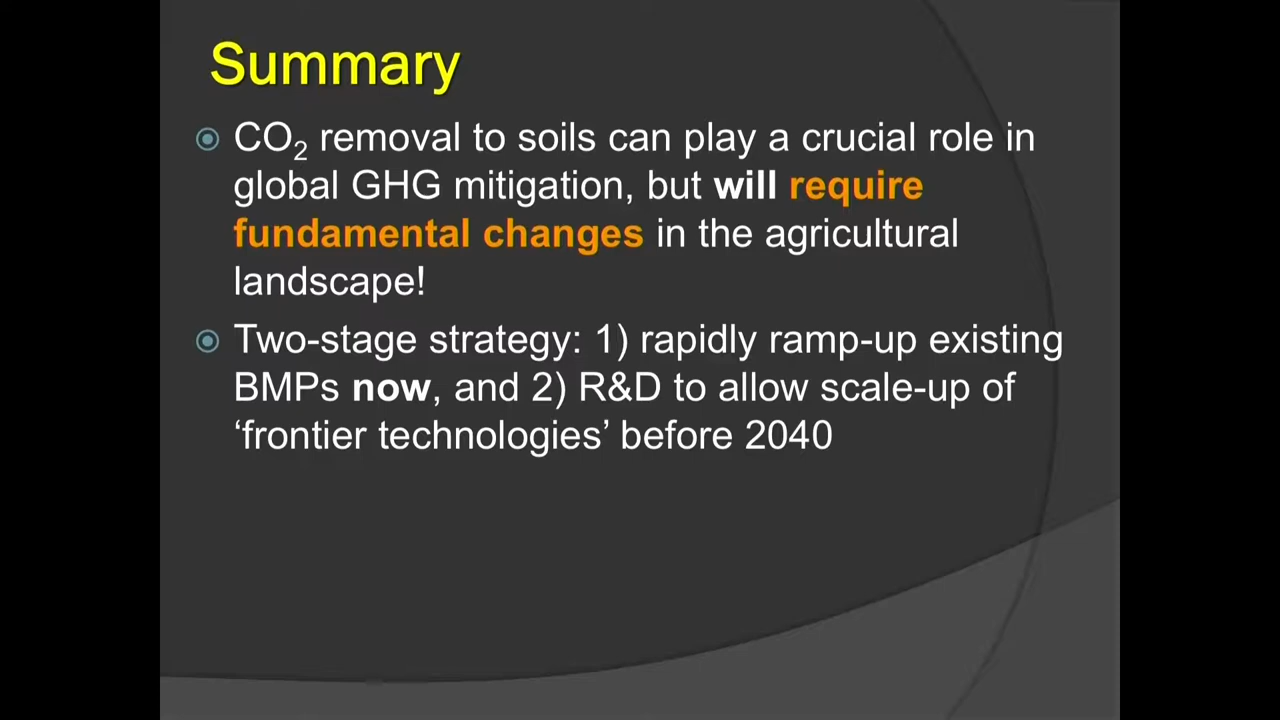 Summary
CO₂ removal to soils can play a crucial role in
global GHG mitigation, but will require
fundamental changes in the agricultural
landscape!
Two-stage strategy: 1) rapidly ramp-up existing
BMPs now, and 2) R&D to allow scale-up of
‘frontier technologies’ before 2040